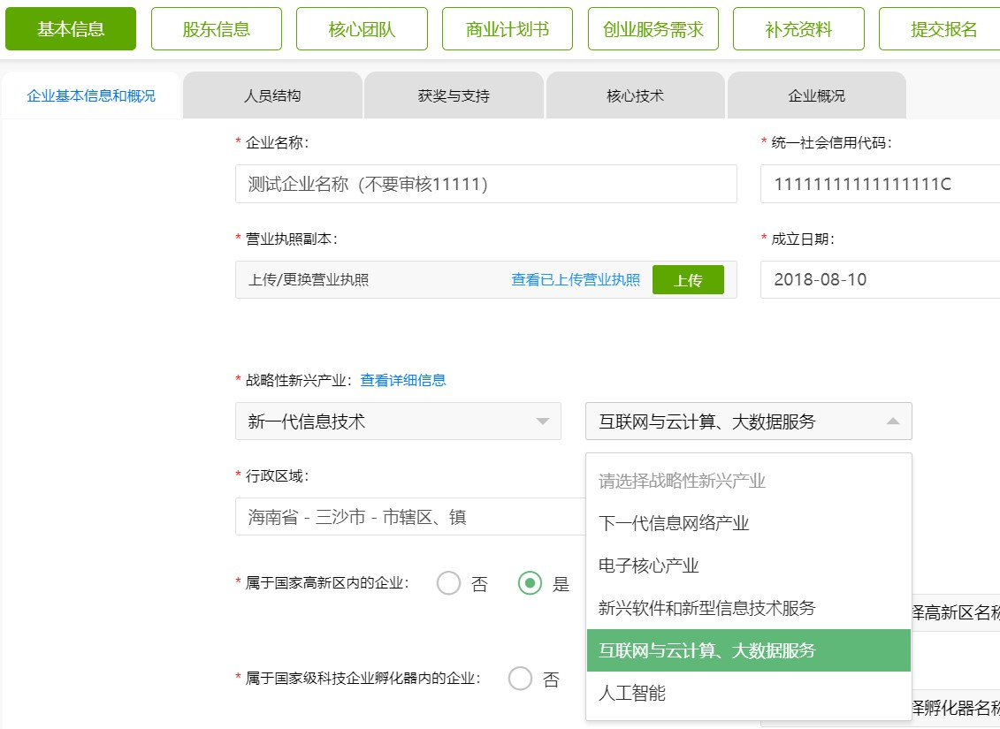 基本信息 股东信息 核心团队 商业计划书 创业服务需求 补充资料 提交报名
企业基本信息和概况 人员结构 获奖与支持 核心技术 企业概况
* 企业名称： * 统一社会信用代码：
测试企业名称（不要审核11111） 11111111111111111C
* 营业执照副本： * 成立日期：
上传/更换营业执照 查看已上传营业执照 上传 2018-08-10
* 战略性新兴产业：查看详细信息
新一代信息技术 互联网与云计算、大数据服务
请选择战略性新兴产业
* 行政区域：
海南省 - 三沙市 - 市辖区、镇
下一代信息网络产业
电子核心产业
* 属于国家高新区内的企业： 否 是
新兴软件和新型信息技术服务 择高新区名称
互联网与云计算、大数据服务
* 属于国家级科技企业孵化器内的企业： 否
人工智能
择孵化器名称